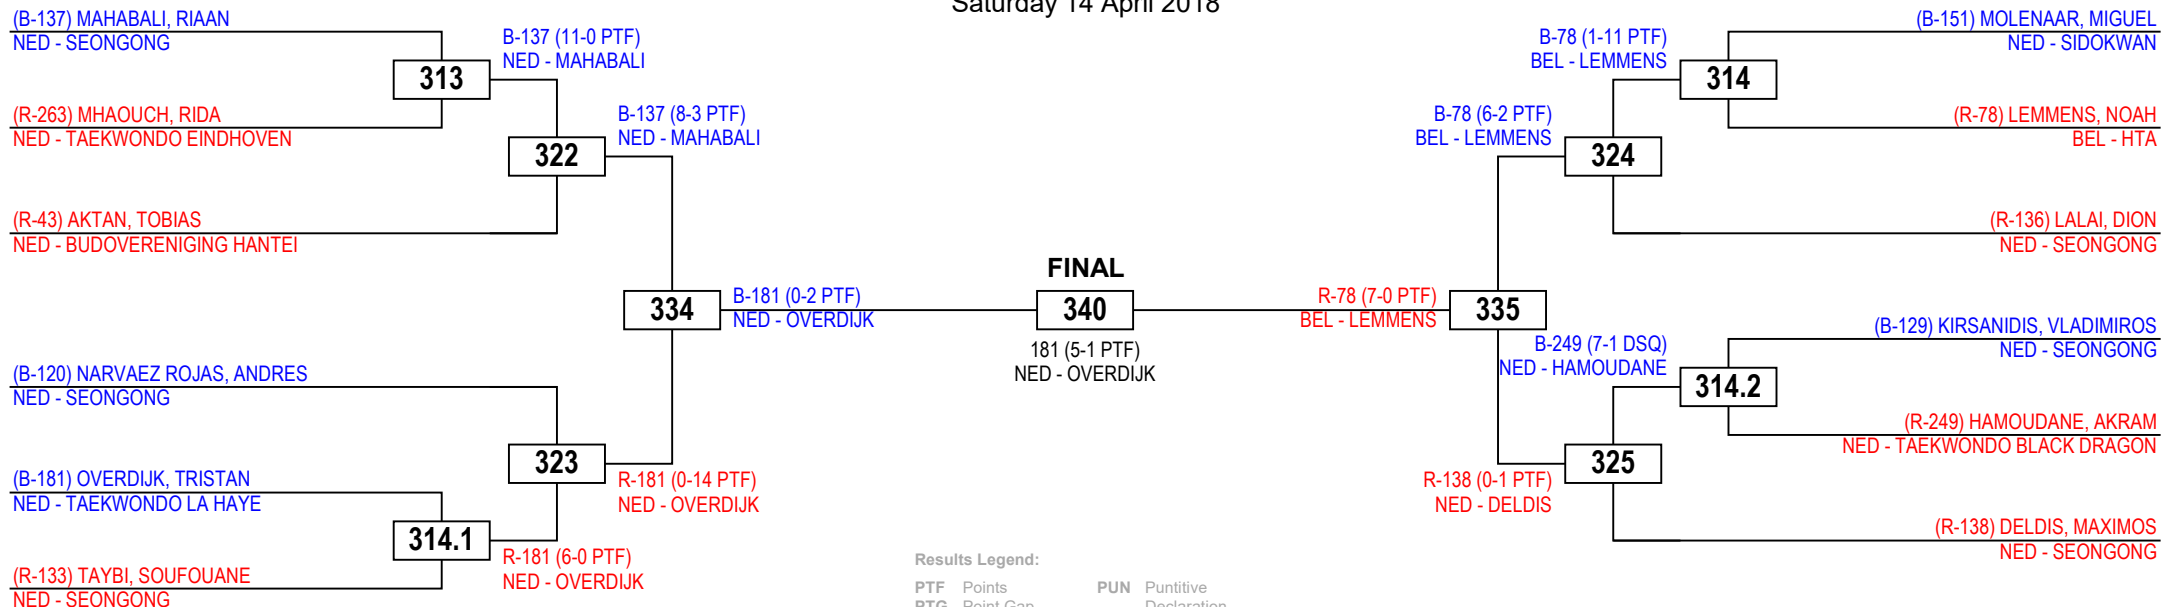 Saturday 14 April 2018
(B-137) MAHABALI, RIAAN
NED - SEONGONG
B-137 (11-0 PTF)
NED - MAHABALI
313
(R-263) MHAOUCH, RIDA
NED - TAEKWONDO EINDHOVEN
B-137 (8-3 PTF)
NED - MAHABALI
322
(R-43) AKTAN, TOBIAS
NED - BUDOVERENIGING HANTEI
334
B-181 (0-2 PTF)
NED - OVERDIJK
(B-120) NARVAEZ ROJAS, ANDRES
NED - SEONGONG
323
R-181 (0-14 PTF)
NED - OVERDIJK
(B-181) OVERDIJK, TRISTAN
NED - TAEKWONDO LA HAYE
314.1
R-181 (6-0 PTF)
NED - OVERDIJK
(R-133) TAYBI, SOUFOUANE
NED - SEONGONG
FINAL
340
181 (5-1 PTF)
NED - OVERDIJK
(B-151) MOLENAAR, MIGUEL
NED - SIDOKWAN
B-78 (1-11 PTF)
BEL - LEMMENS
314
(R-78) LEMMENS, NOAH
BEL - HTA
B-78 (6-2 PTF)
BEL - LEMMENS
324
(R-136) LALAI, DION
NED - SEONGONG
R-78 (7-0 PTF)
BEL - LEMMENS
335
(B-129) KIRSANIDIS, VLADIMIROS
NED - SEONGONG
B-249 (7-1 DSQ)
NED - HAMOUDANE
314.2
(R-249) HAMOUDANE, AKRAM
NED - TAEKWONDO BLACK DRAGON
325
R-138 (0-1 PTF)
NED - DELDIS
(R-138) DELDIS, MAXIMOS
NED - SEONGONG
Results Legend:
PTF Points PUN Puntitive
PTG Point Gap Declaration